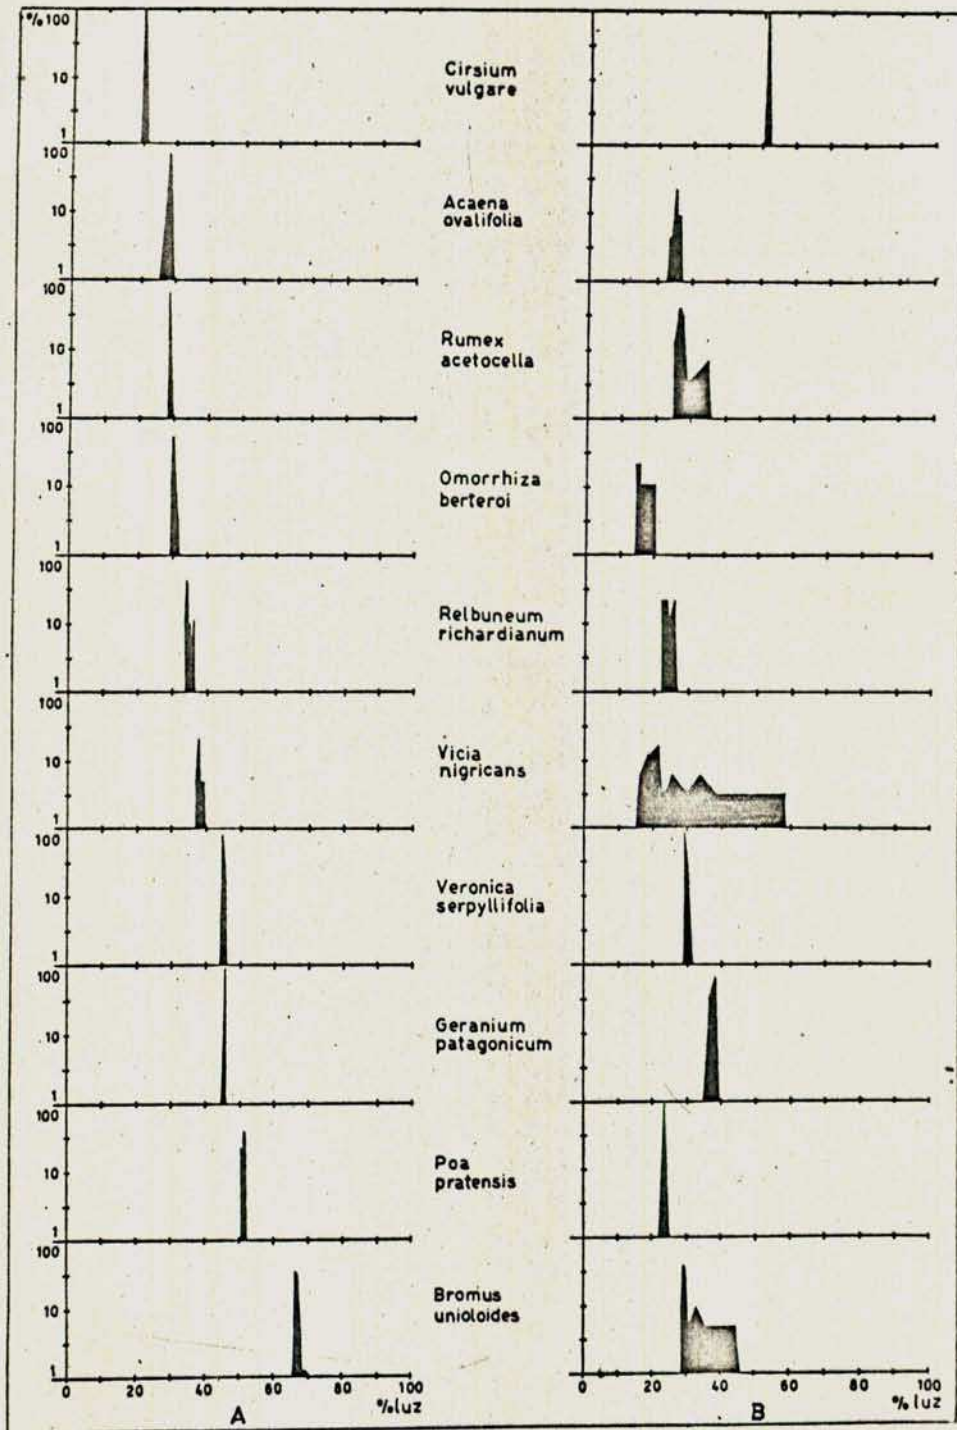 %100
10
1
Cirsium
vulgare
100
10
1
Acaena
ovalifolia
100
10
1
Rumex
acetocella
100
10
1
Omorrhiza
berteroi
100
10
1
Relbuneum
richardianum
100
10
1
Vicia
nigricans
100
10
1
Veronica
serpyllifolia
100
10
1
Geranium
patagonicum
100
10
1
Poa
pratensis
100
10
1
Bromus
unioloides
0 20 40 60 80 100
%luz
A
0 20 40 60 80 100
%luz
B